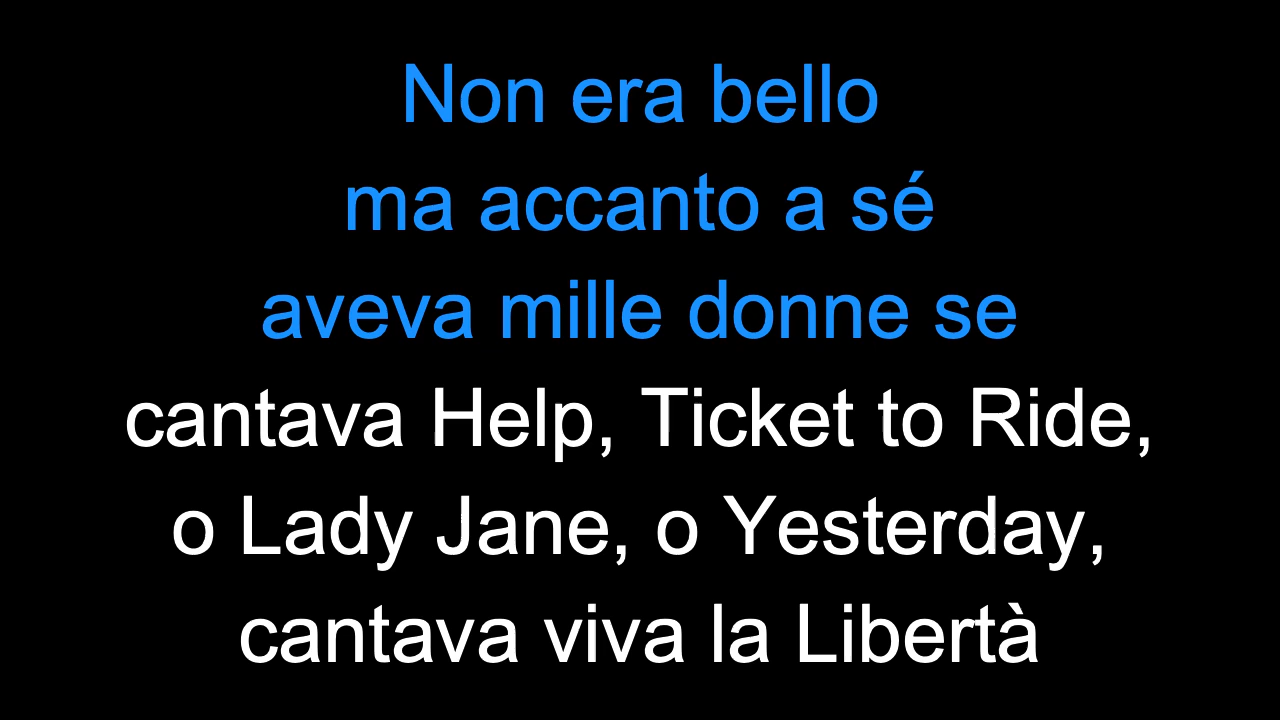 Non era bello
ma accanto a sé
aveva mille donne se
cantava Help, Ticket to Ride,
o Lady Jane, o Yesterday,
cantava viva la Libertà